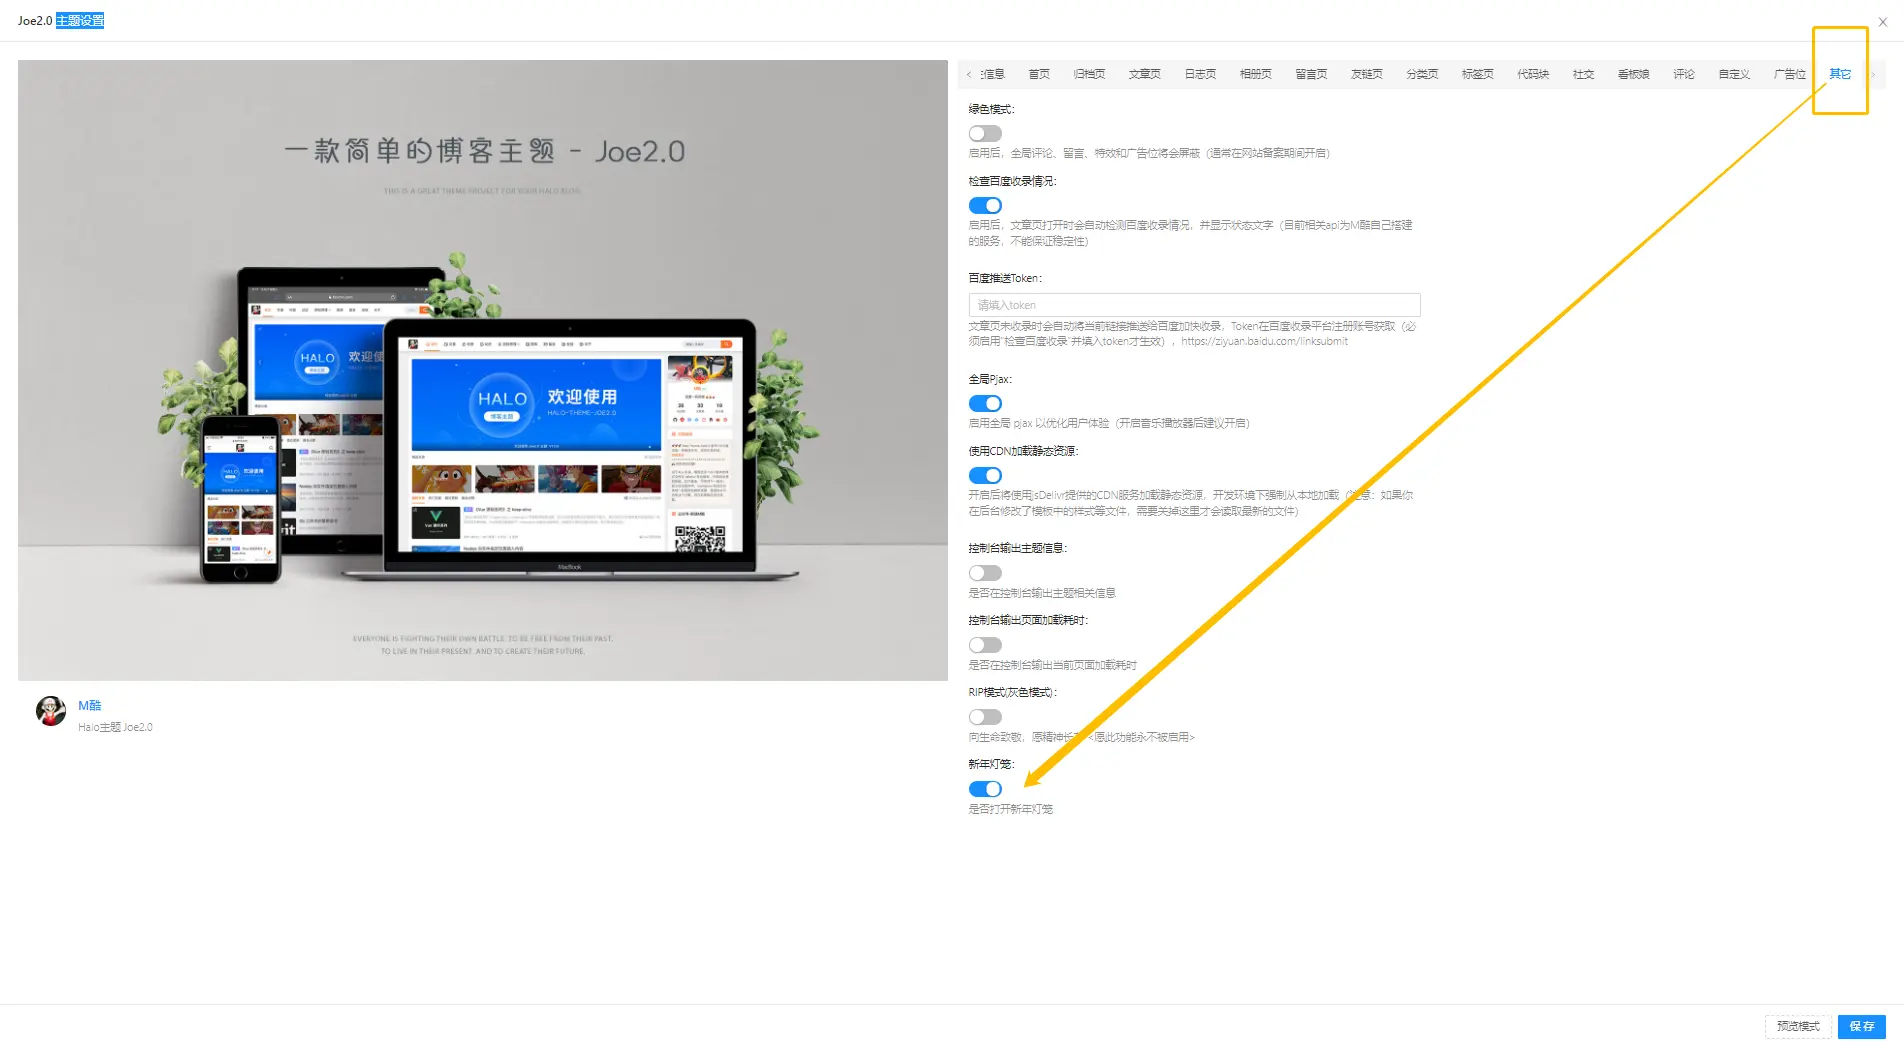 Joe2.0 主题设置
一款简单的博客主题 - Joe2.0
THIS IS A GREAT THEME PROJECT FOR YOUR HALO BLOG.
HALO
欢迎使
HALO
欢迎使用
博客主题
HALO-THEME-JOE2.0
MacBook
EVERYONE IS FIGHTING THEIR OWN BATTLE, TO BE FREE FROM THEIR PAST,
TO LIVE IN THEIR PRESENT, AND TO CREATE THEIR FUTURE.
M酷
Halo主题 Joe2.0
信息 首页 归档页 文章页 日志页 相册页 留言页 友链页 分类页 标签页 代码块 社交 看板娘 评论 自定义 广告位 其它
绿色模式：
启用后，全局评论、留言、特效和广告位将会屏蔽（通常在网站备案期间开启）
检查百度收录情况：
启用后，文章页打开时会自动检测百度收录情况，并显示状态文字（目前相关api为M酷自己搭建
的服务，不能保证稳定性）
百度推送Token：
请填入token
文章页未收录时会自动将当前链接推送给百度加快收录，Token在百度收录平台注册账号获取（必
须启用"检查百度收录"并填入token才生效），https://ziyuan.baidu.com/linksubmit
全局Pjax：
启用全局 pjax 以优化用户体验（开启音乐播放器后建议开启）
使用CDN加载静态资源：
开启后将使用jsDelivr提供的CDN服务加载静态资源，开发环境下强制从本地加载（注意：如果你
在后台修改了模板中的样式等文件，需要关掉这里才会读取最新的文件）
控制台输出主题信息：
是否在控制台输出主题相关信息
控制台输出页面加载耗时：
是否在控制台输出当前页面加载耗时
RIP模式(灰色模式)：
向生命致敬，愿精神长 <愿此功能永不被启用>
新年灯笼：
是否打开新年灯笼
预览模式 保存